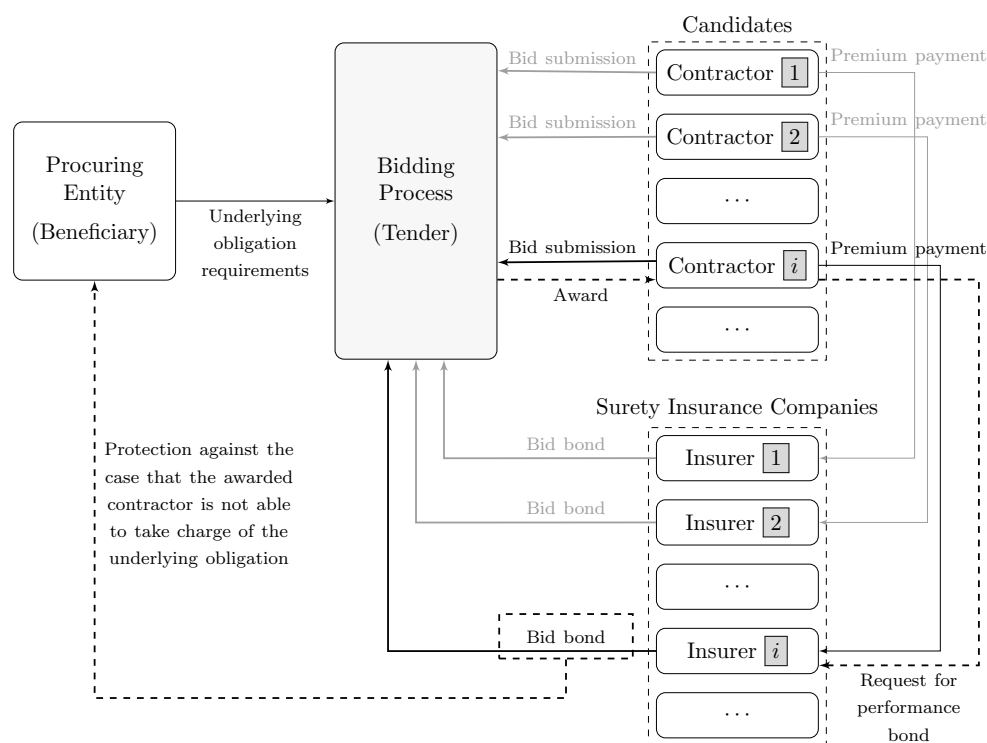 Candidates
Bid submission
Contractor 1
Premium payment
Bid submission
Contractor 2
Premium payment
Procuring
Entity
(Beneficiary)
Underlying
obligation
requirements
Bidding
Process
(Tender)
...
Bid submission
Contractor i
Premium payment
Award
...
Surety Insurance Companies
Bid bond
Insurer 1
Bid bond
Insurer 2
Protection against the
case that the awarded
contractor is not able
to take charge of the
underlying obligation
...
Bid bond
Insurer i
Request for
performance
bond
...